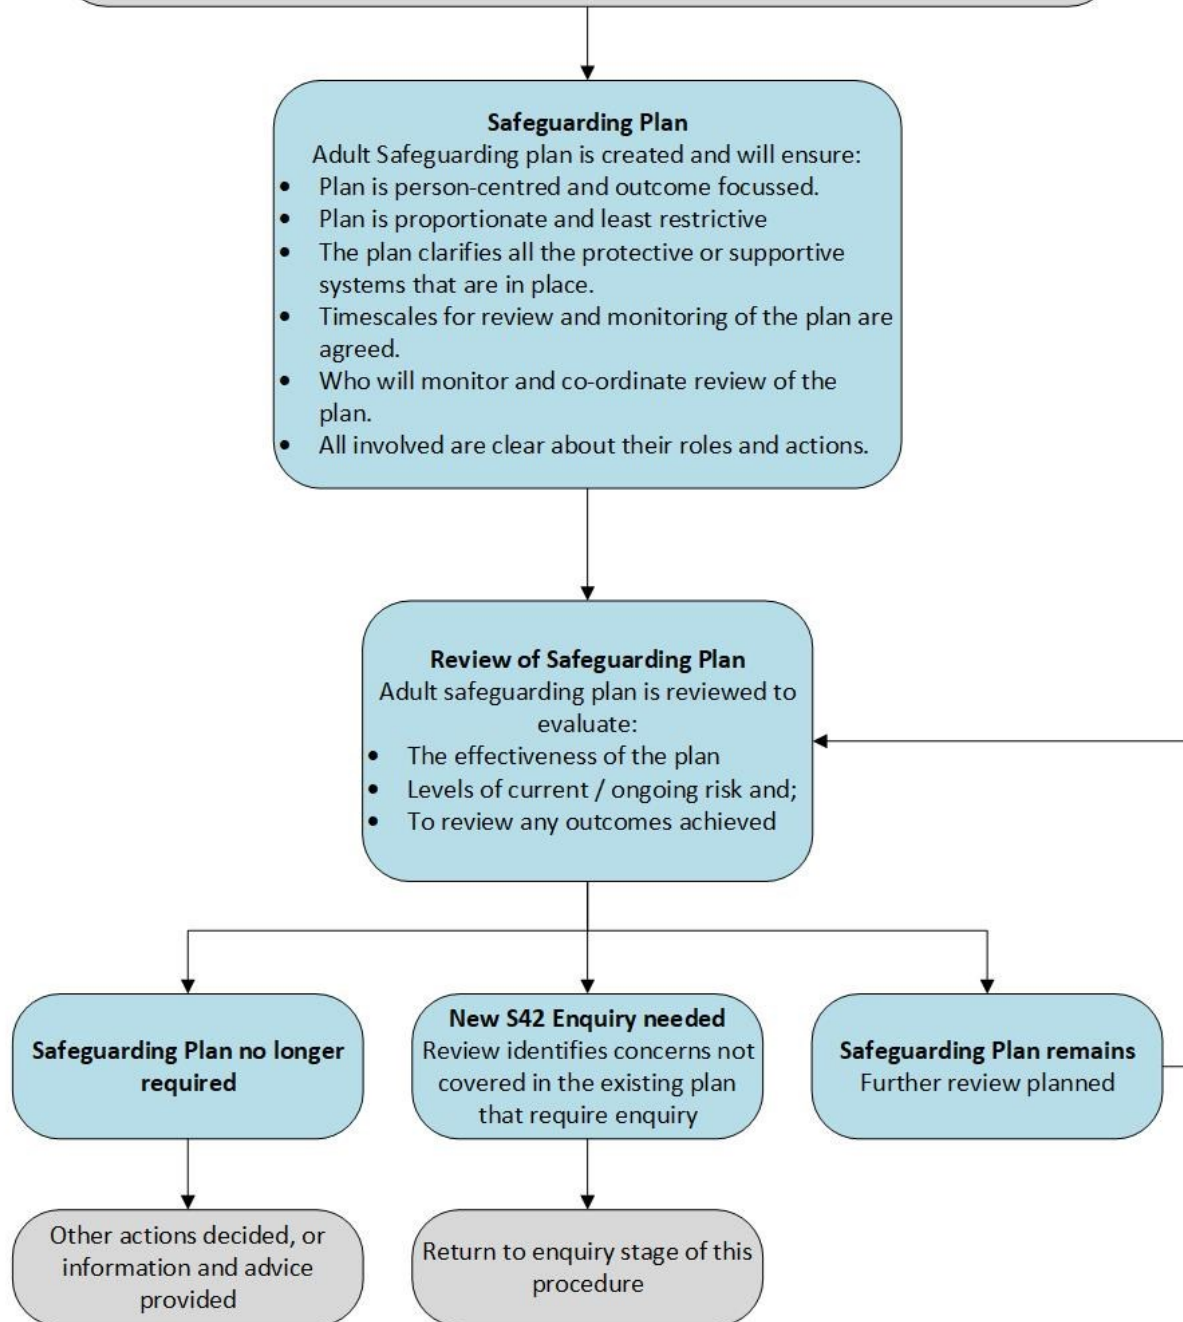 Safeguarding Plan
Adult Safeguarding plan is created and will ensure:
• Plan is person-centred and outcome focussed.
• Plan is proportionate and least restrictive
• The plan clarifies all the protective or supportive
systems that are in place.
• Timescales for review and monitoring of the plan are
agreed.
• Who will monitor and co-ordinate review of the
plan.
• All involved are clear about their roles and actions.
Review of Safeguarding Plan
Adult safeguarding plan is reviewed to
evaluate:
• The effectiveness of the plan
• Levels of current / ongoing risk and;
• To review any outcomes achieved
Safeguarding Plan no longer
required
New S42 Enquiry needed
Review identifies concerns not
covered in the existing plan
that require enquiry
Safeguarding Plan remains
Further review planned
Other actions decided, or
information and advice
provided
Return to enquiry stage of this
procedure